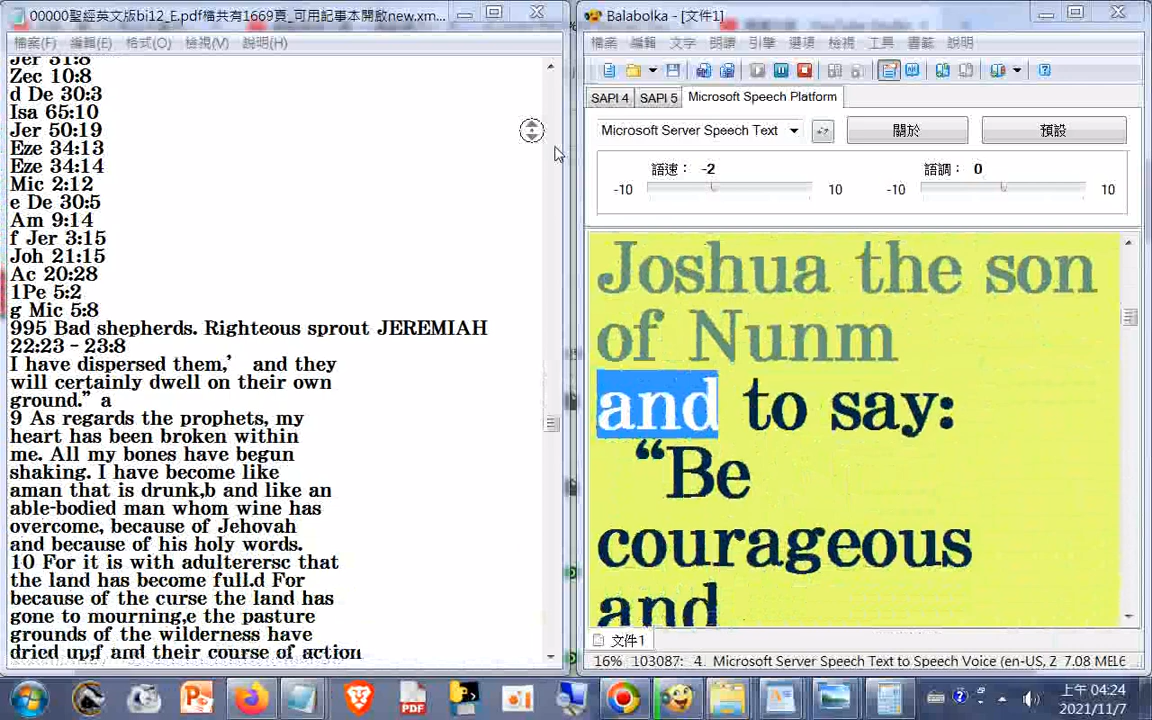 00000聖經英文版bi12_E.pdf檔共有1669頁_可用記事本開啟new.xm...
檔案(F) 編輯(E) 格式(O) 檢視(V) 說明(H)
Jer 31:8
Zec 10:8
d De 30:3
Isa 65:10
Jer 50:19
Eze 34:13
Eze 34:14
Mic 2:12
e De 30:5
Am 9:14
f Jer 3:15
Joh 21:15
Ac 20:28
1Pe 5:2
g Mic 5:8
995 Bad shepherds. Righteous sprout JEREMIAH
22:23 - 23:8
I have dispersed them,’ and they
will certainly dwell on their own
ground.” a
9 As regards the prophets, my
heart has been broken within
me. All my bones have begun
shaking. I have become like
aman that is drunk,b and like an
able-bodied man whom wine has
overcome, because of Jehovah
and because of his holy words.
10 For it is with adulterersc that
the land has become full.d For
because of the curse the land has
gone to mourning,e the pasture
grounds of the wilderness have
dried up;f and their course of action
Balabolka - [文件1]
檔案 編輯 文字 朗讀 引擎 選項 檢視 工具 書籤 說明
SAPI 4 SAPI 5 Microsoft Speech Platform
Microsoft Server Speech Text 關於 預設
語速： -2 語調： 0
-10 10 -10 10
Joshua the son
of Nunm
and to say:
“Be
courageous
and
文件1
16% 103087: 4. Microsoft Server Speech Text to Speech Voice (en-US, 2 7.08 MЕ6
上午 04:24
2021/11/7